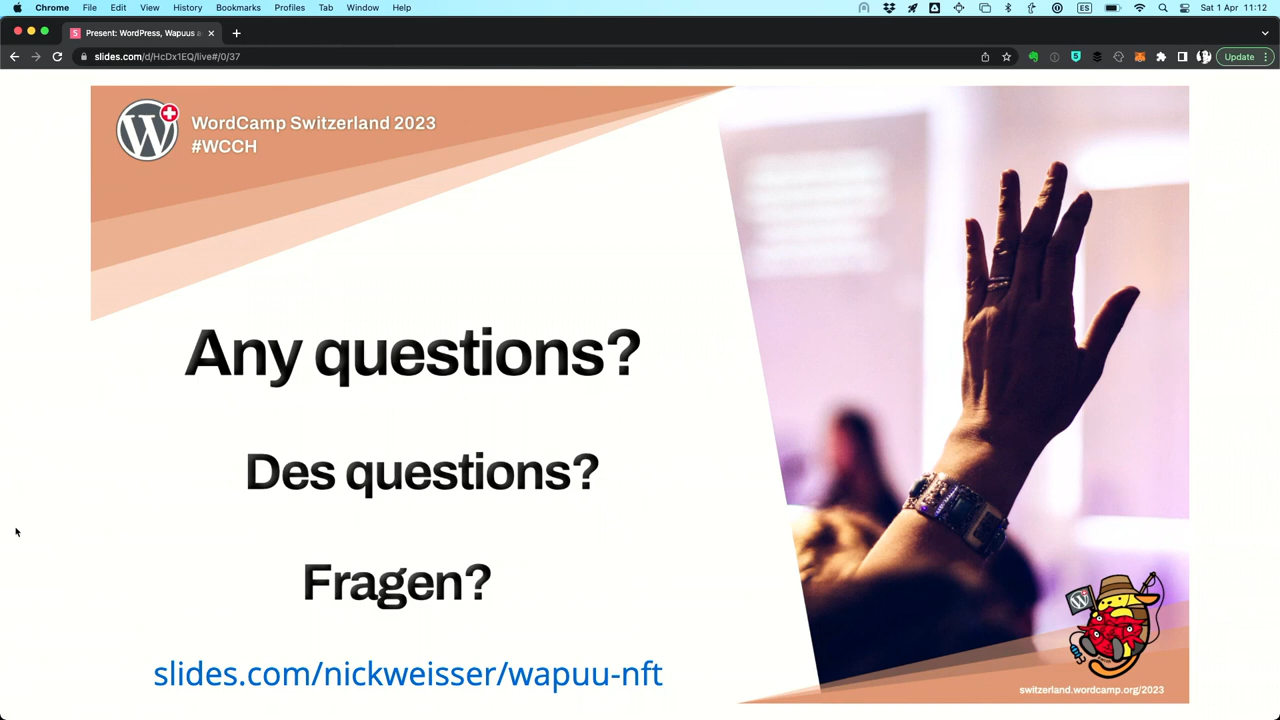 Chrome File Edit View History Bookmarks Profiles Tab Window Help ES Sat 1 Apr 11:12
Present: WordPress, Wapuus a
slides.com/d/HcDx1EQ/live#/0/37 Update
WordCamp Switzerland 2023
#WCCH
Any questions?
Des questions?
Fragen?
slides.com/nickweisser/wapuu-nft
switzerland.wordcamp.org/2023